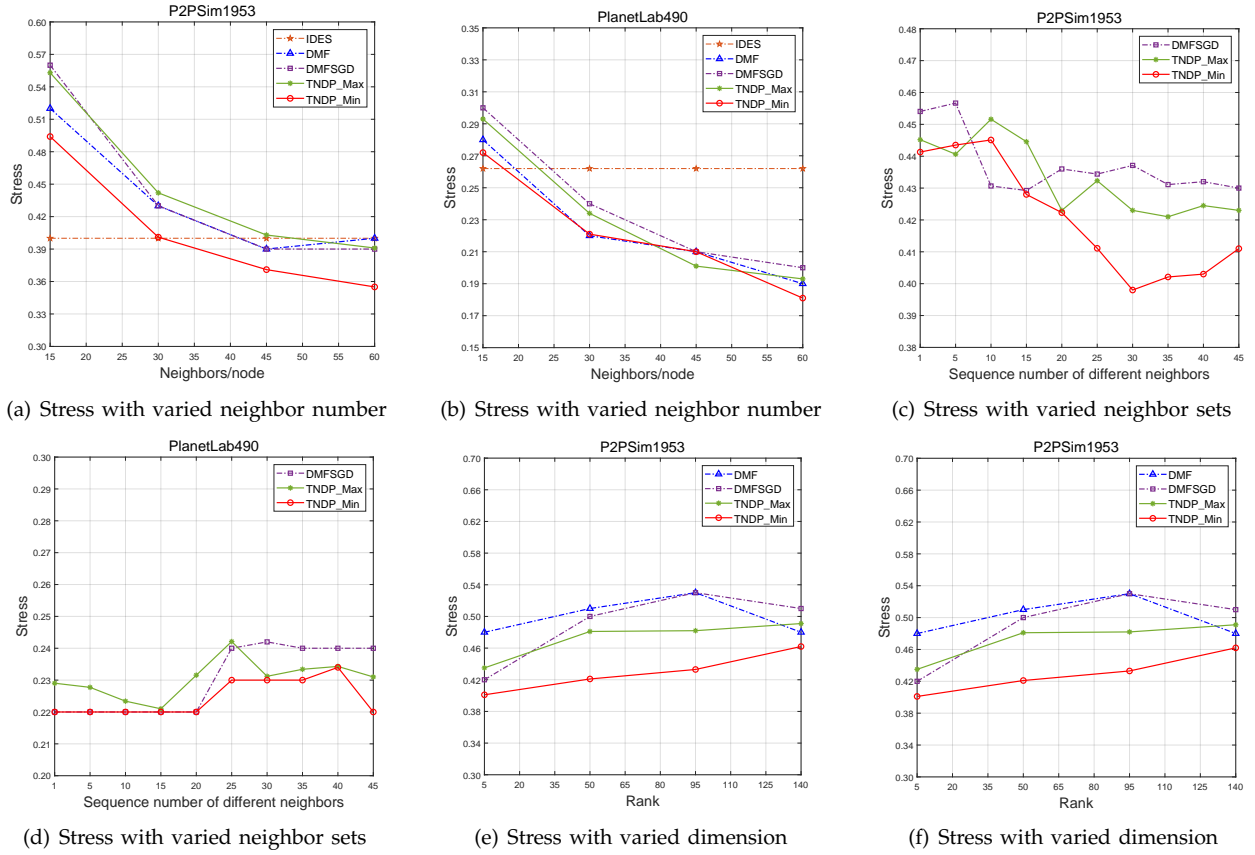 P2PSim1953
0.60
0.57
0.54
0.51
0.48
0.45
0.42
0.39
0.36
0.33
0.30
Stress
IDES
DMF
DMFSGD
TNDP_Max
TNDP_Min
15 20 25 30 35 40 45 50 55 60
Neighbors/node
(a) Stress with varied neighbor number
PlanetLab490
0.35
0.33
0.31
0.29
0.27
0.25
0.23
0.21
0.19
0.17
0.15
Stress
IDES
DMF
DMFSGD
TNDP_Max
TNDP_Min
15 20 25 30 35 40 45 50 55 60
Neighbors/node
(b) Stress with varied neighbor number
P2PSim1953
0.48
0.47
0.46
0.45
0.44
0.43
0.42
0.41
0.40
0.39
0.38
Stress
DMFSGD
TNDP_Max
TNDP_Min
1 5 10 15 20 25 30 35 40 45
Sequence number of different neighbors
(c) Stress with varied neighbor sets
PlanetLab490
0.30
0.29
0.28
0.27
0.26
0.25
0.24
0.23
0.22
0.21
0.20
Stress
DMFSGD
TNDP_Max
TNDP_Min
1 5 10 15 20 25 30 35 40 45
Sequence number of different neighbors
(d) Stress with varied neighbor sets
P2PSim1953
0.70
0.66
0.62
0.58
0.54
0.50
0.46
0.42
0.38
0.34
0.30
Stress
DMF
DMFSGD
TNDP_Max
TNDP_Min
5 20 35 50 65 80 95 110 125 140
Rank
(e) Stress with varied dimension
P2PSim1953
0.70
0.66
0.62
0.58
0.54
0.50
0.46
0.42
0.38
0.34
0.30
Stress
DMF
DMFSGD
TNDP_Max
TNDP_Min
5 20 35 50 65 80 95 110 125 140
Rank
(f) Stress with varied dimension